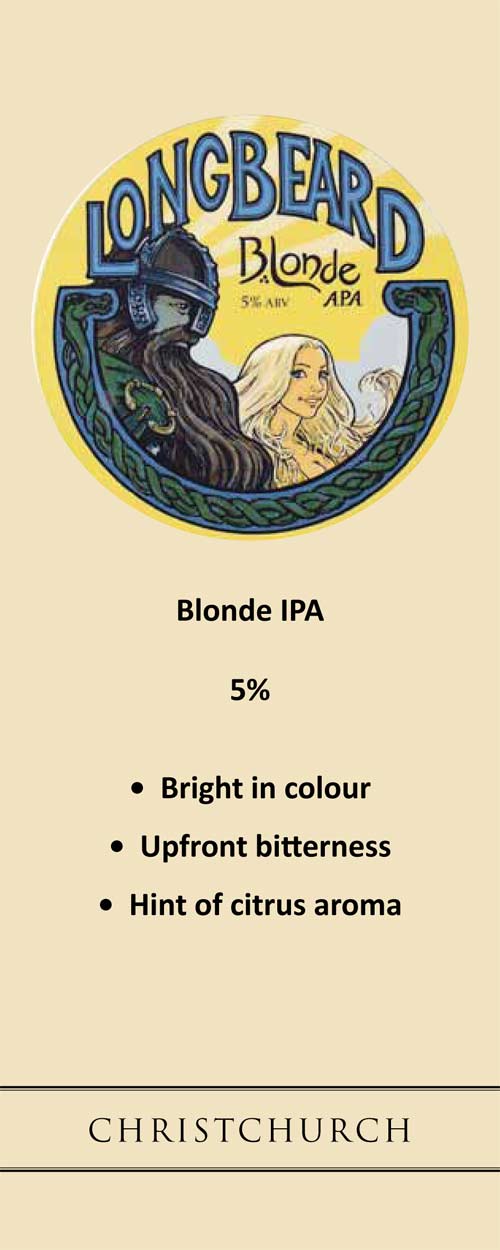 LONGBEARD
Blonde
5% ABV APA
Blonde IPA
5%
• Bright in colour
• Upfront bitterness
• Hint of citrus aroma
CHRISTCHURCH